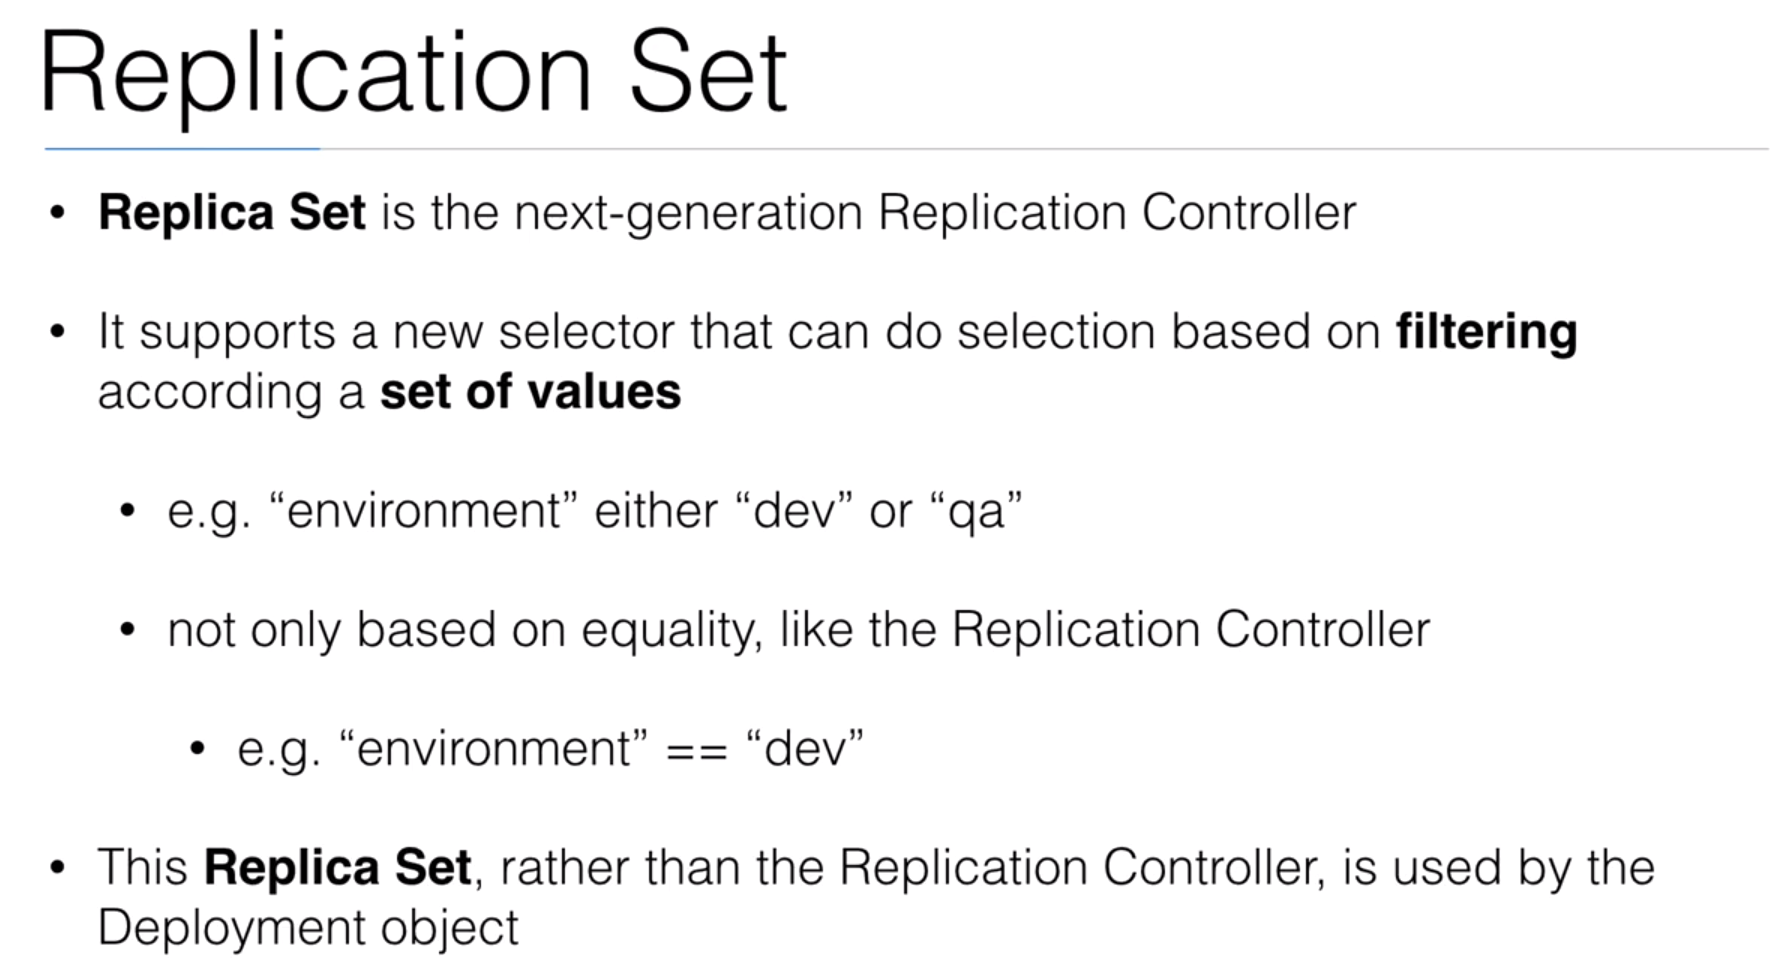 Replication Set
• Replica Set is the next-generation Replication Controller
• It supports a new selector that can do selection based on filtering
according a set of values
• e.g. “environment” either “dev” or “qa”
• not only based on equality, like the Replication Controller
• e.g. “environment” == “dev”
• This Replica Set, rather than the Replication Controller, is used by the
Deployment object